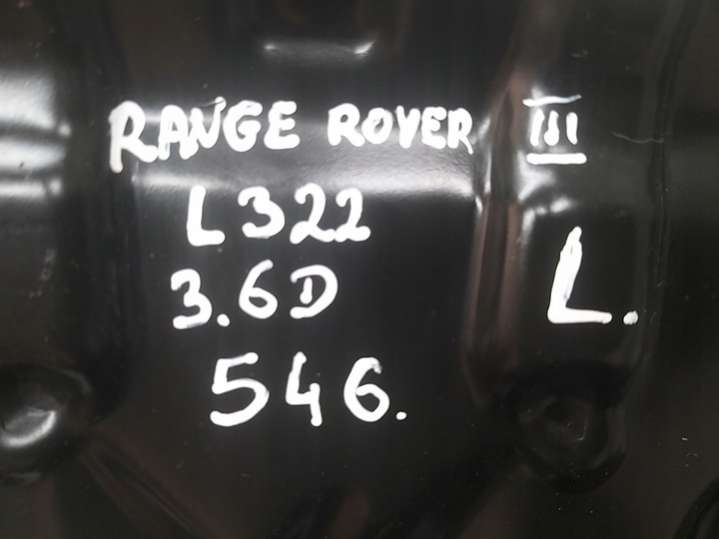 RANGE ROVER III
L322
3.6D L.
546.